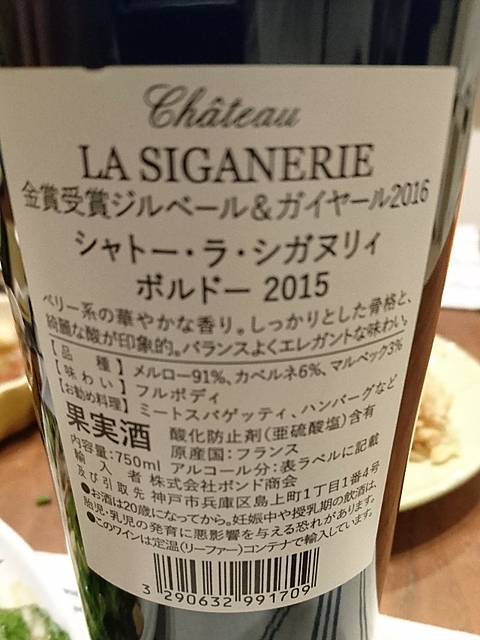 Château
LA SIGANERIE
金賞受賞ジルベール＆ガイヤール2016
シャトー・ラ・シガヌリィ
ボルドー 2015
ベリー系の華やかな香り。しっかりとした骨格と、
綺麗な酸が印象的。バランスよくエレガントな味わい。
【品　種】メルロー91%、カベルネ6%、マルベック3%
【味わい】フルボディ
【お勧め料理】ミートスパゲッティ、ハンバーグなど
果実酒 酸化防止剤（亜硫酸塩）含有
原産国：フランス
内容量：750ml アルコール分：表ラベルに記載
輸入者 株式会社ボンド商会
及び引取先 神戸市兵庫区島上町1丁目1番4号
●お酒は20歳になってから。妊娠中や授乳期の飲酒は、
胎児・乳児の発育に悪影響を与える恐れがあります。
●このワインは定温（リーファー）コンテナで輸入しています。
3 290632 991709